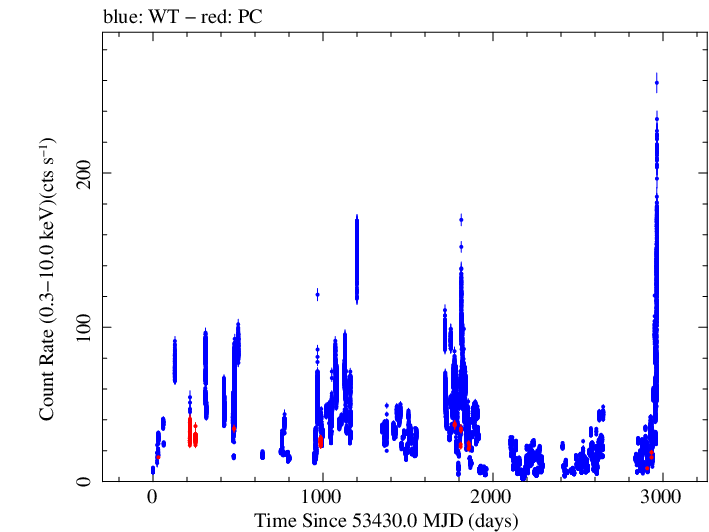 blue: WT − red: PC
Count Rate (0.3−10.0 keV)(cts s⁻¹)
200
100
0
0 1000 2000 3000
Time Since 53430.0 MJD (days)